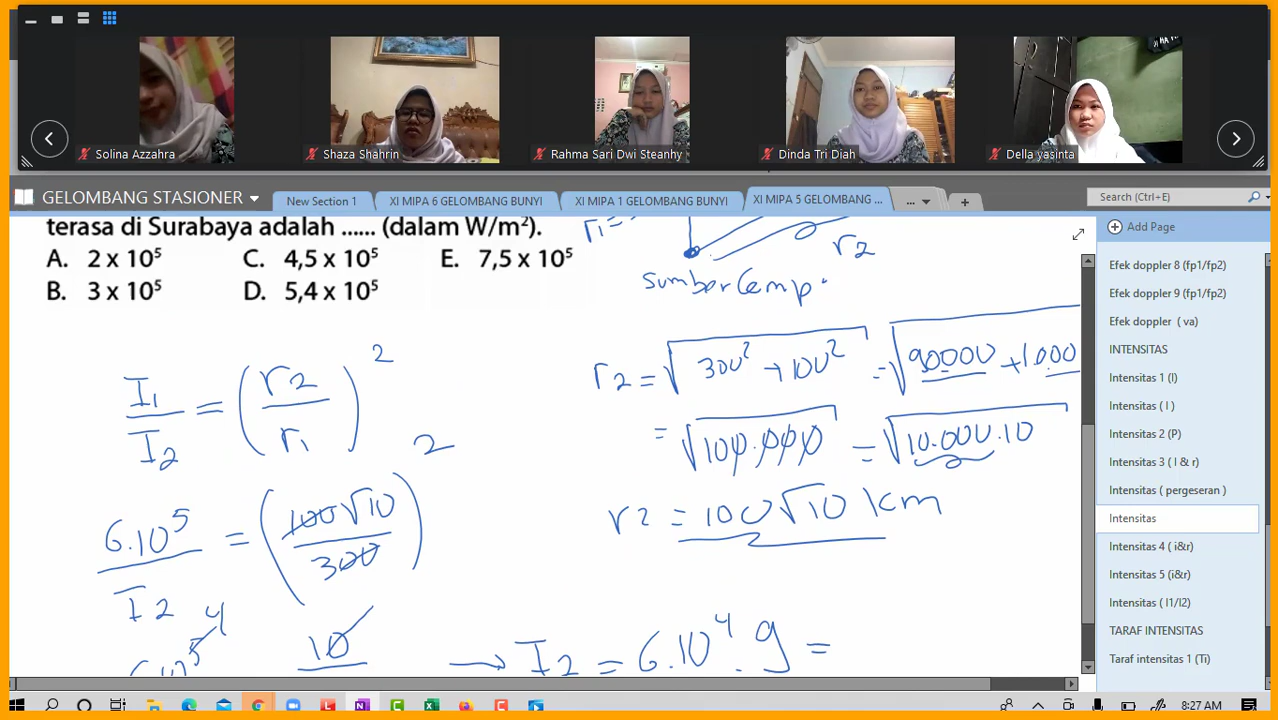 Solina Azzahra
Shaza Shahrin
Rahma Sari Dwi Steanhy
Dinda Tri Diah
Della yasinta
GELOMBANG STASIONER
New Section 1
XI MIPA 6 GELOMBANG BUNYI
XI MIPA 1 GELOMBANG BUNYI
XI MIPA 5 GELOMBANG ...
...
Search (Ctrl+E)
terasa di Surabaya adalah ...... (dalam W/m²).
A. 2 x 10⁵ C. 4,5 x 10⁵ E. 7,5 x 10⁵
B. 3 x 10⁵ D. 5,4 x 10⁵
r1=
r2
sumber Gemp.
I1/I2 = (r2/r1)²
r2 = √300² + 100² = √90000 + 1.000
= √100.000 = √10.000.10
6.10⁵/I2 = (100√10/300)²
r2 = 100√10 km
10
→ I2 = 6.10⁴.9 =
Add Page
Efek doppler 8 (fp1/fp2)
Efek doppler 9 (fp1/fp2)
Efek doppler ( va)
INTENSITAS
Intensitas 1 (I)
Intensitas ( I )
Intensitas 2 (P)
Intensitas 3 ( I & r)
Intensitas ( pergeseran )
Intensitas
Intensitas 4 ( i&r)
Intensitas 5 (i&r)
Intensitas ( I1/I2)
TARAF INTENSITAS
Taraf intensitas 1 (Ti)
8:27 AM